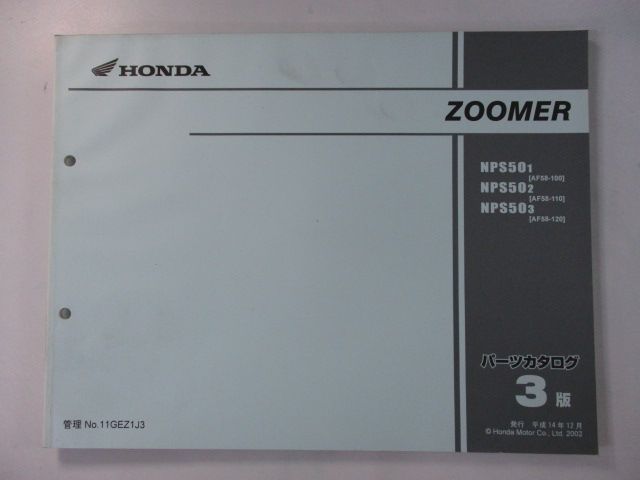 HONDA
ZOOMER
NPS501
[AF58-100]
NPS502
[AF58-110]
NPS503
[AF58-120]
パーツカタログ
3版
発行 平成14年12月
© Honda Motor Co., Ltd. 2002
管理 No.11GEZ1J3